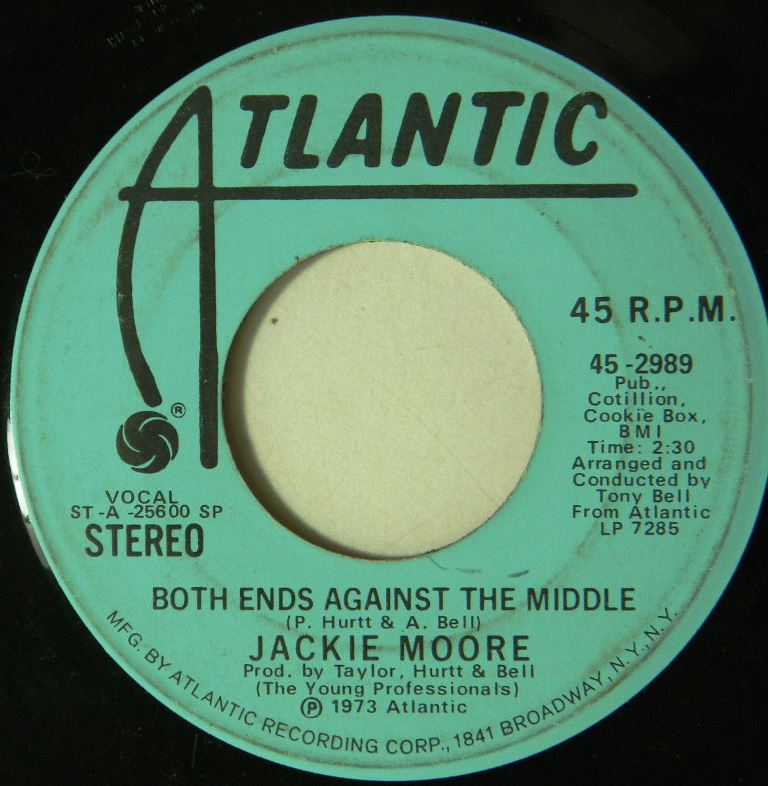 ATLANTIC
45 R.P.M.
45-2989
Pub.,
Cotillion,
Cookie Box,
BMI
Time: 2:30
Arranged and
Conducted by
Tony Bell
From Atlantic
LP 7285
®
VOCAL
ST-A-25600 SP
STEREO
BOTH ENDS AGAINST THE MIDDLE
(P. Hurtt & A. Bell)
JACKIE MOORE
Prod. by Taylor, Hurtt & Bell
(The Young Professionals)
Ⓟ 1973 Atlantic
MFG. BY ATLANTIC RECORDING CORP., 1841 BROADWAY, N.Y., N.Y.